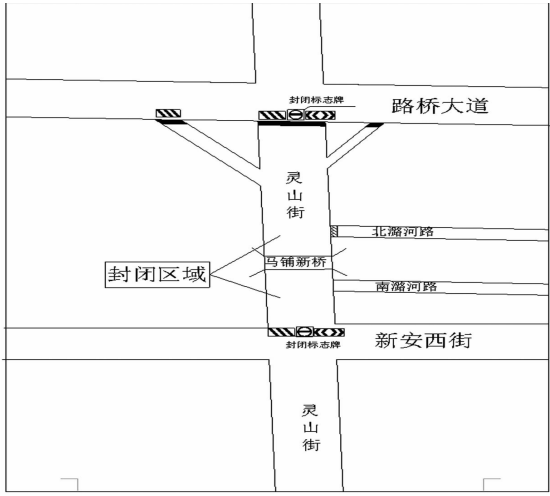 封闭标志牌
路桥大道
灵山街
北潞河路
马铺新桥
封闭区域
南潞河路
新安西街
封闭标志牌
灵山街